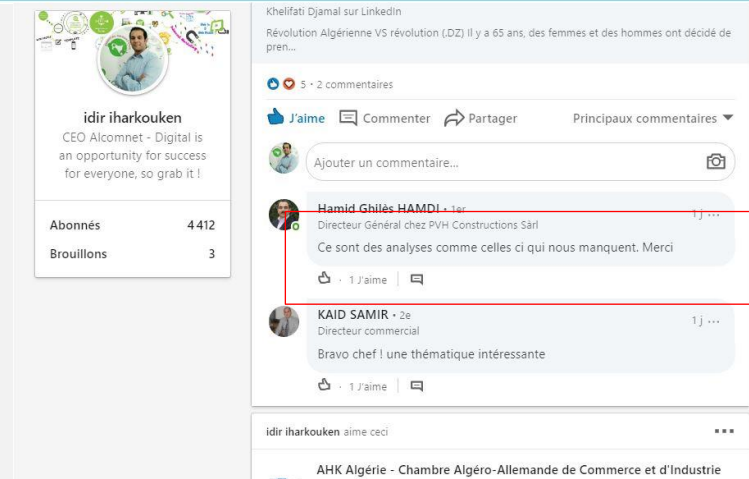 idir iharkouken
CEO Alcomnet - Digital is
an opportunity for success
for everyone, so grab it !
Abonnés 4 412
Brouillons 3
Khelifati Djamal sur LinkedIn
Révolution Algérienne VS révolution (.DZ) Il y a 65 ans, des femmes et des hommes ont décidé de
pren...
5 · 2 commentaires
J'aime Commenter Partager Principaux commentaires
Ajouter un commentaire...
Hamid Ghilès HAMDI • 1er 1 j ...
Directeur Général chez PVH Constructions Sàrl
Ce sont des analyses comme celles ci qui nous manquent. Merci
· 1 J'aime
KAID SAMIR • 2e 1 j ...
Directeur commercial
Bravo chef ! une thématique intéressante
· 1 J'aime
idir iharkouken aime ceci
AHK Algérie - Chambre Algéro-Allemande de Commerce et d'Industrie